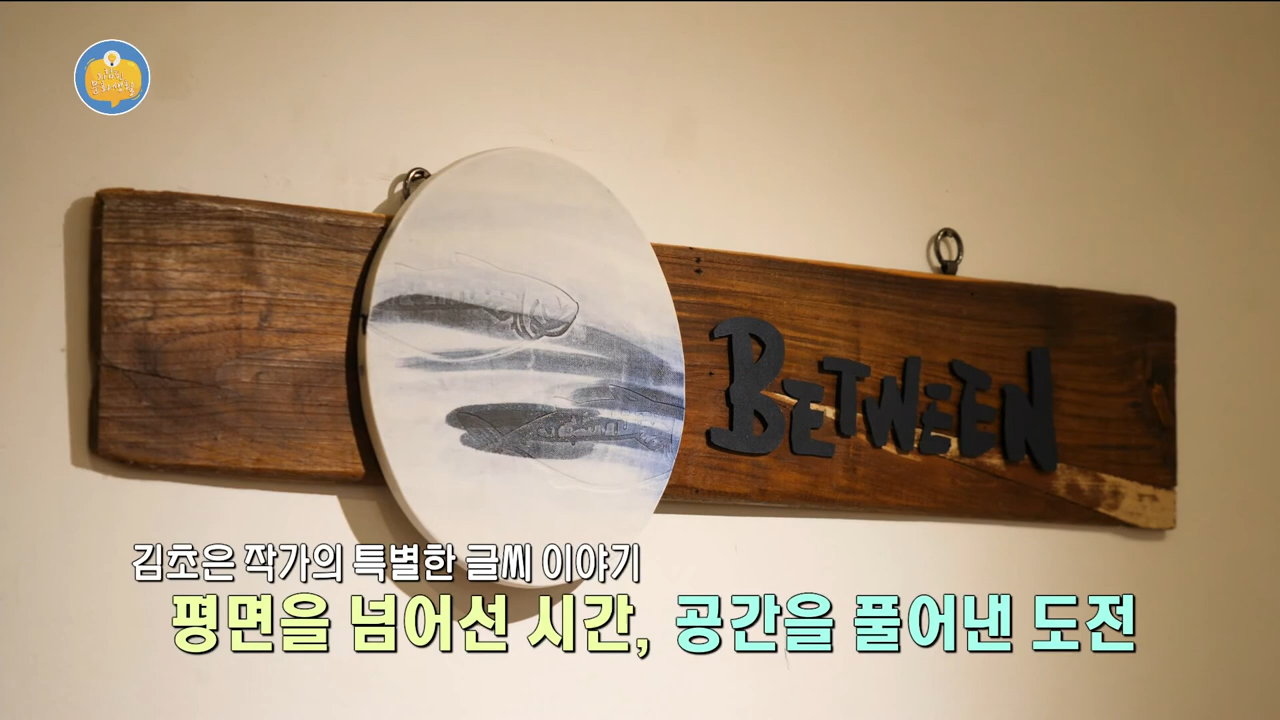 BETWEEN
김초은 작가의 특별한 글씨 이야기
평면을 넘어선 시간, 공간을 풀어낸 도전